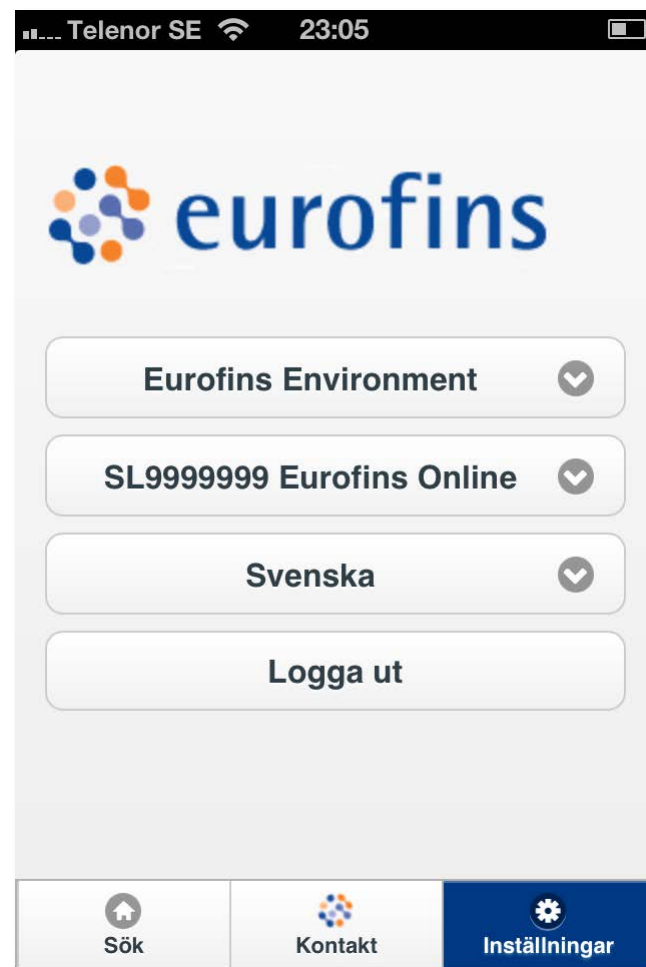 Telenor SE 23:05
eurofins
Eurofins Environment
SL9999999 Eurofins Online
Svenska
Logga ut
Sök Kontakt Inställningar